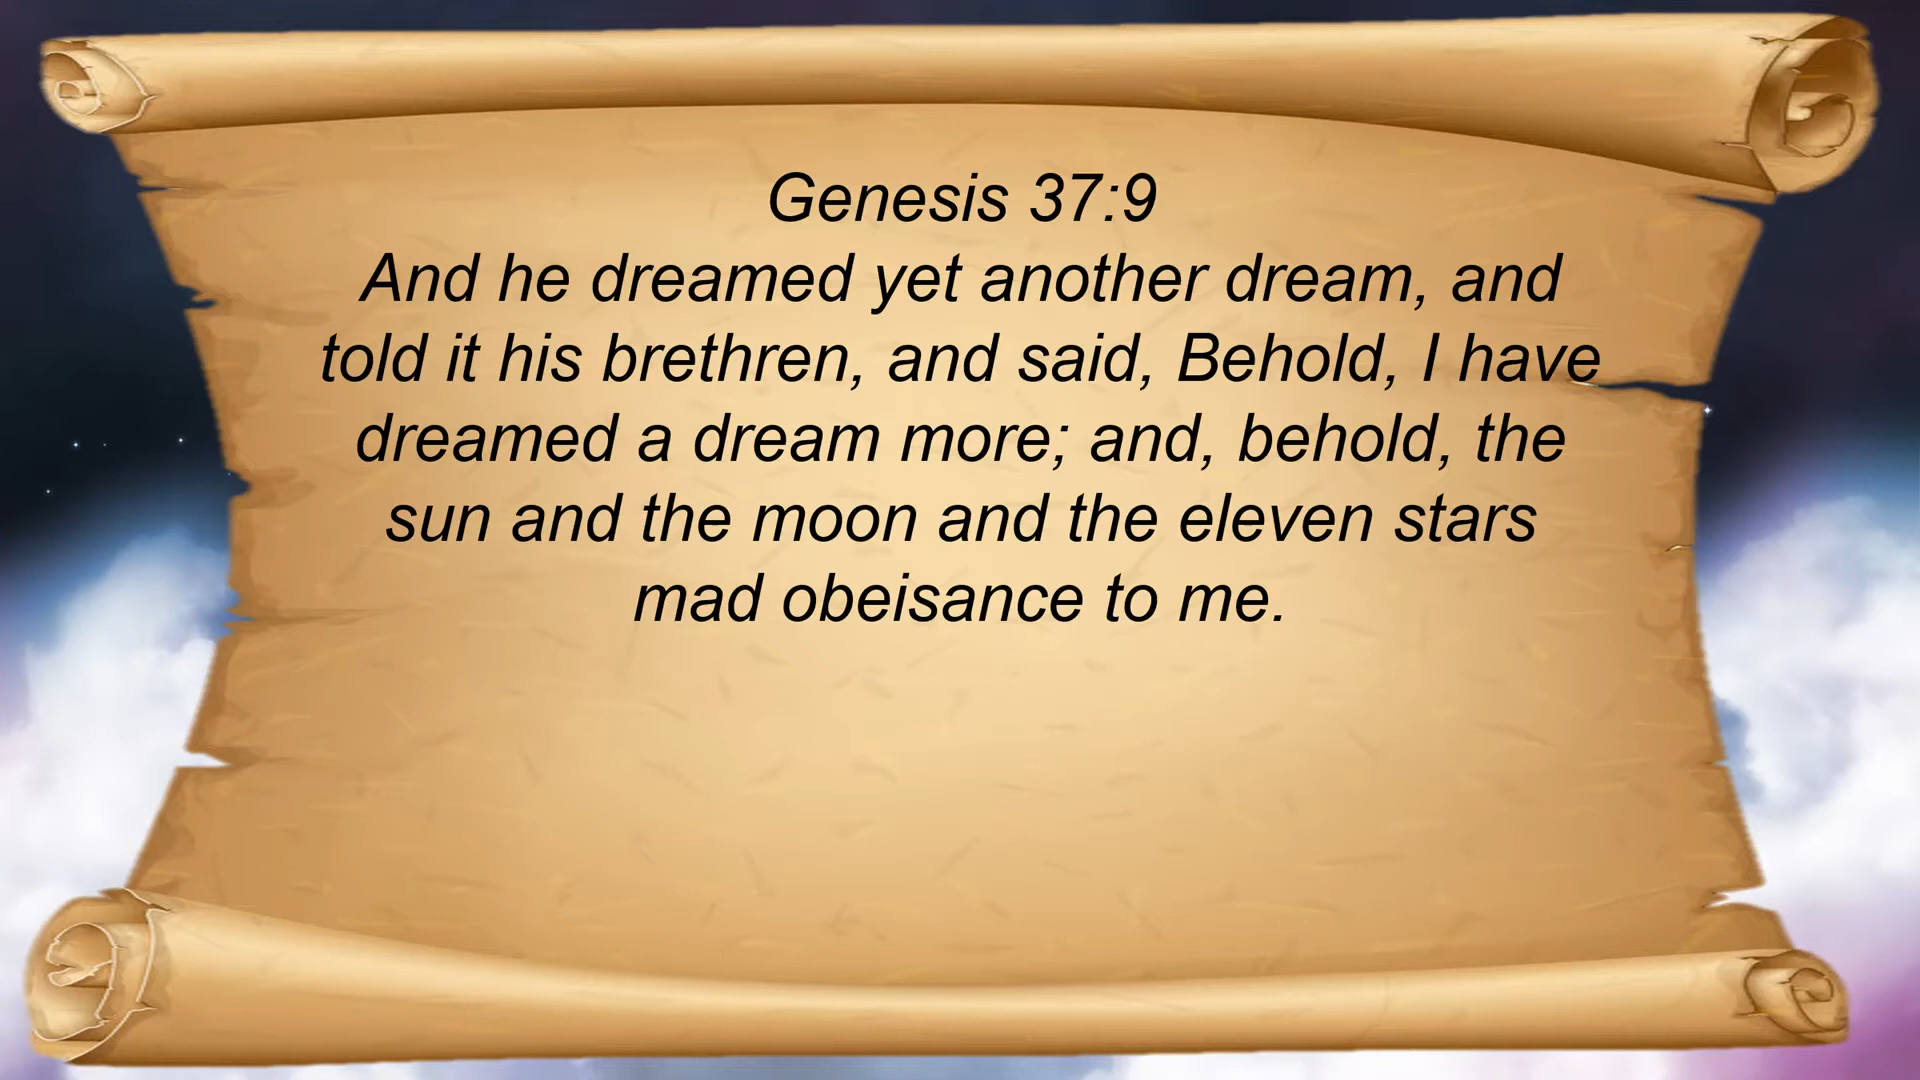 Genesis 37:9
And he dreamed yet another dream, and
told it his brethren, and said, Behold, I have
dreamed a dream more; and, behold, the
sun and the moon and the eleven stars
mad obeisance to me.